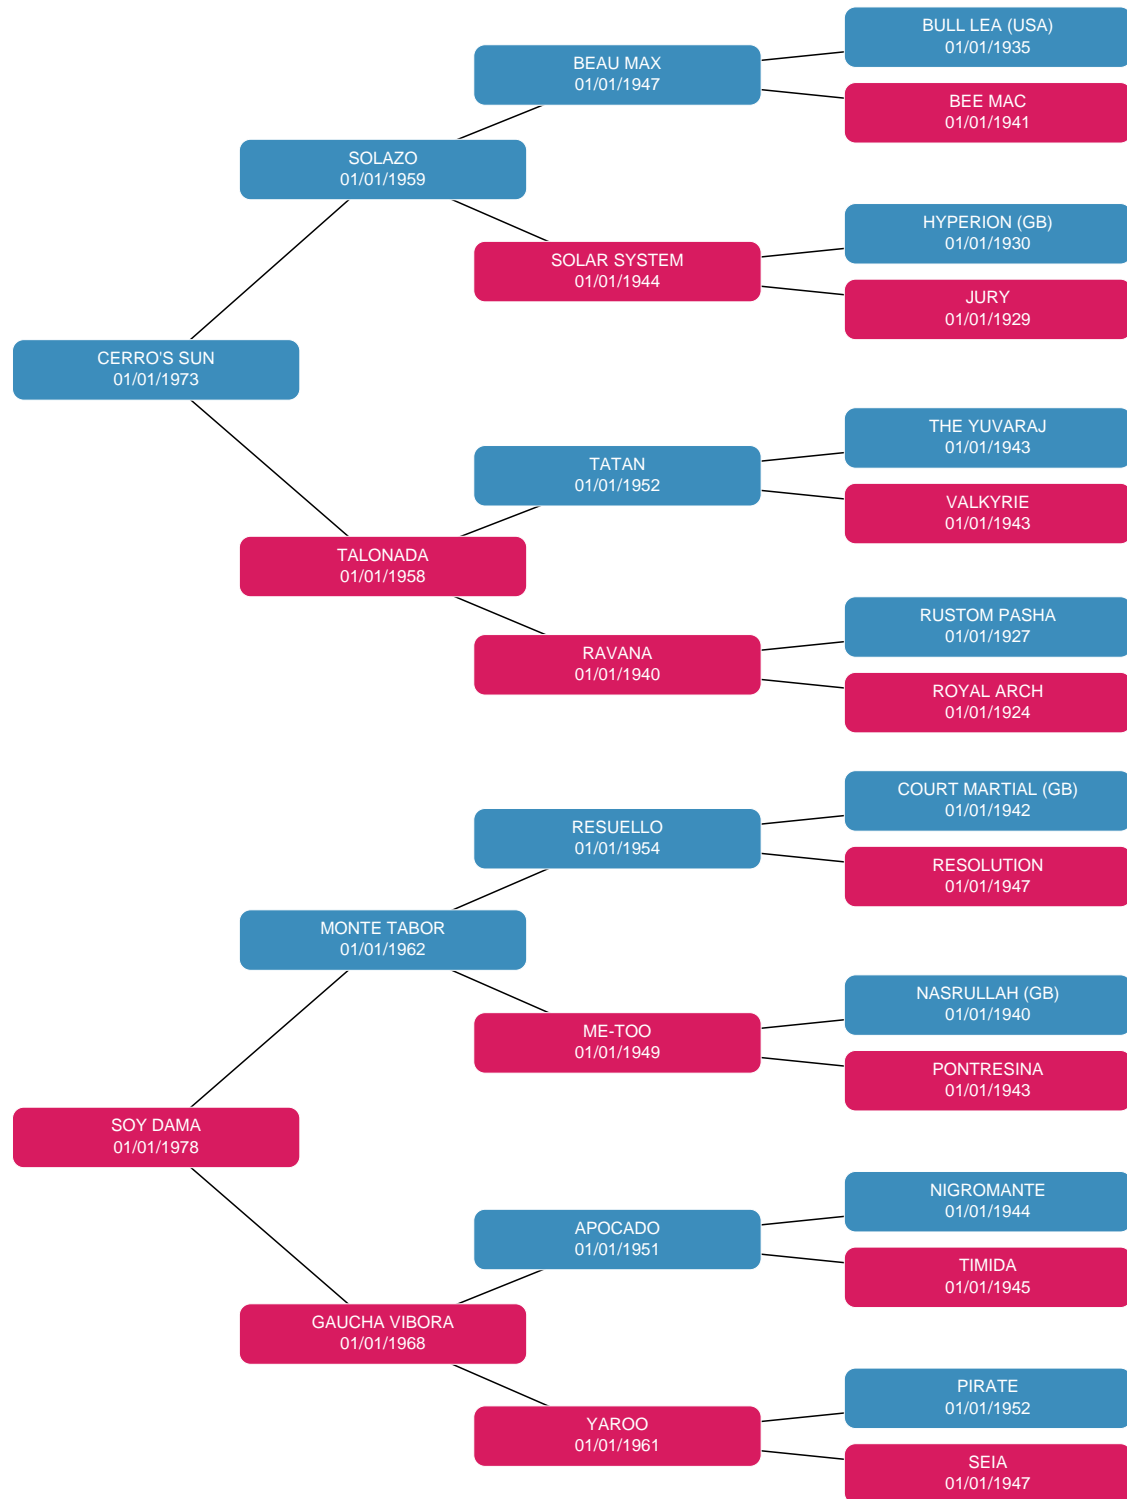 BULL LEA (USA)
01/01/1935
BEAU MAX
01/01/1947
BEE MAC
01/01/1941
SOLAZO
01/01/1959
HYPERION (GB)
01/01/1930
SOLAR SYSTEM
01/01/1944
JURY
01/01/1929
CERRO'S SUN
01/01/1973
THE YUVARAJ
01/01/1943
TATAN
01/01/1952
VALKYRIE
01/01/1943
TALONADA
01/01/1958
RUSTOM PASHA
01/01/1927
RAVANA
01/01/1940
ROYAL ARCH
01/01/1924
COURT MARTIAL (GB)
01/01/1942
RESUELLO
01/01/1954
RESOLUTION
01/01/1947
MONTE TABOR
01/01/1962
NASRULLAH (GB)
01/01/1940
ME-TOO
01/01/1949
PONTRESINA
01/01/1943
SOY DAMA
01/01/1978
NIGROMANTE
01/01/1944
APOCADO
01/01/1951
TIMIDA
01/01/1945
GAUCHA VIBORA
01/01/1968
PIRATE
01/01/1952
YAROO
01/01/1961
SEIA
01/01/1947